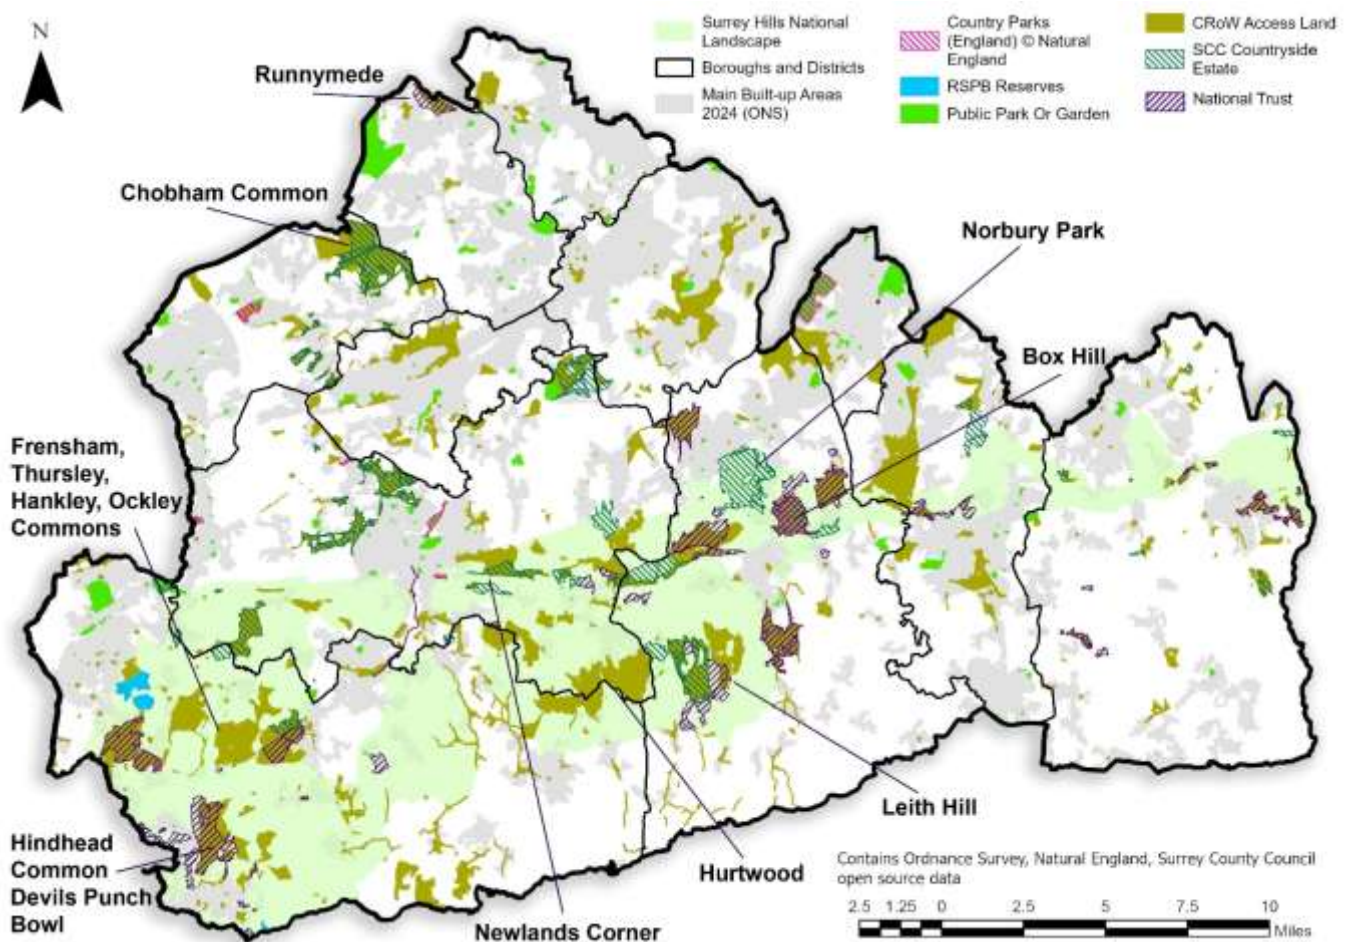 N
Surrey Hills National
Landscape
Boroughs and Districts
Main Built-up Areas
2024 (ONS)
Country Parks
(England) © Natural
England
RSPB Reserves
Public Park Or Garden
CRoW Access Land
SCC Countryside
Estate
National Trust
Runnymede
Chobham Common
Norbury Park
Box Hill
Frensham,
Thursley,
Hankley, Ockley
Commons
Hindhead
Common
Devils Punch
Bowl
Newlands Corner
Hurtwood
Leith Hill
Contains Ordnance Survey, Natural England, Surrey County Council
open source data
2.5 1.25 0 2.5 5 7.5 10
Miles